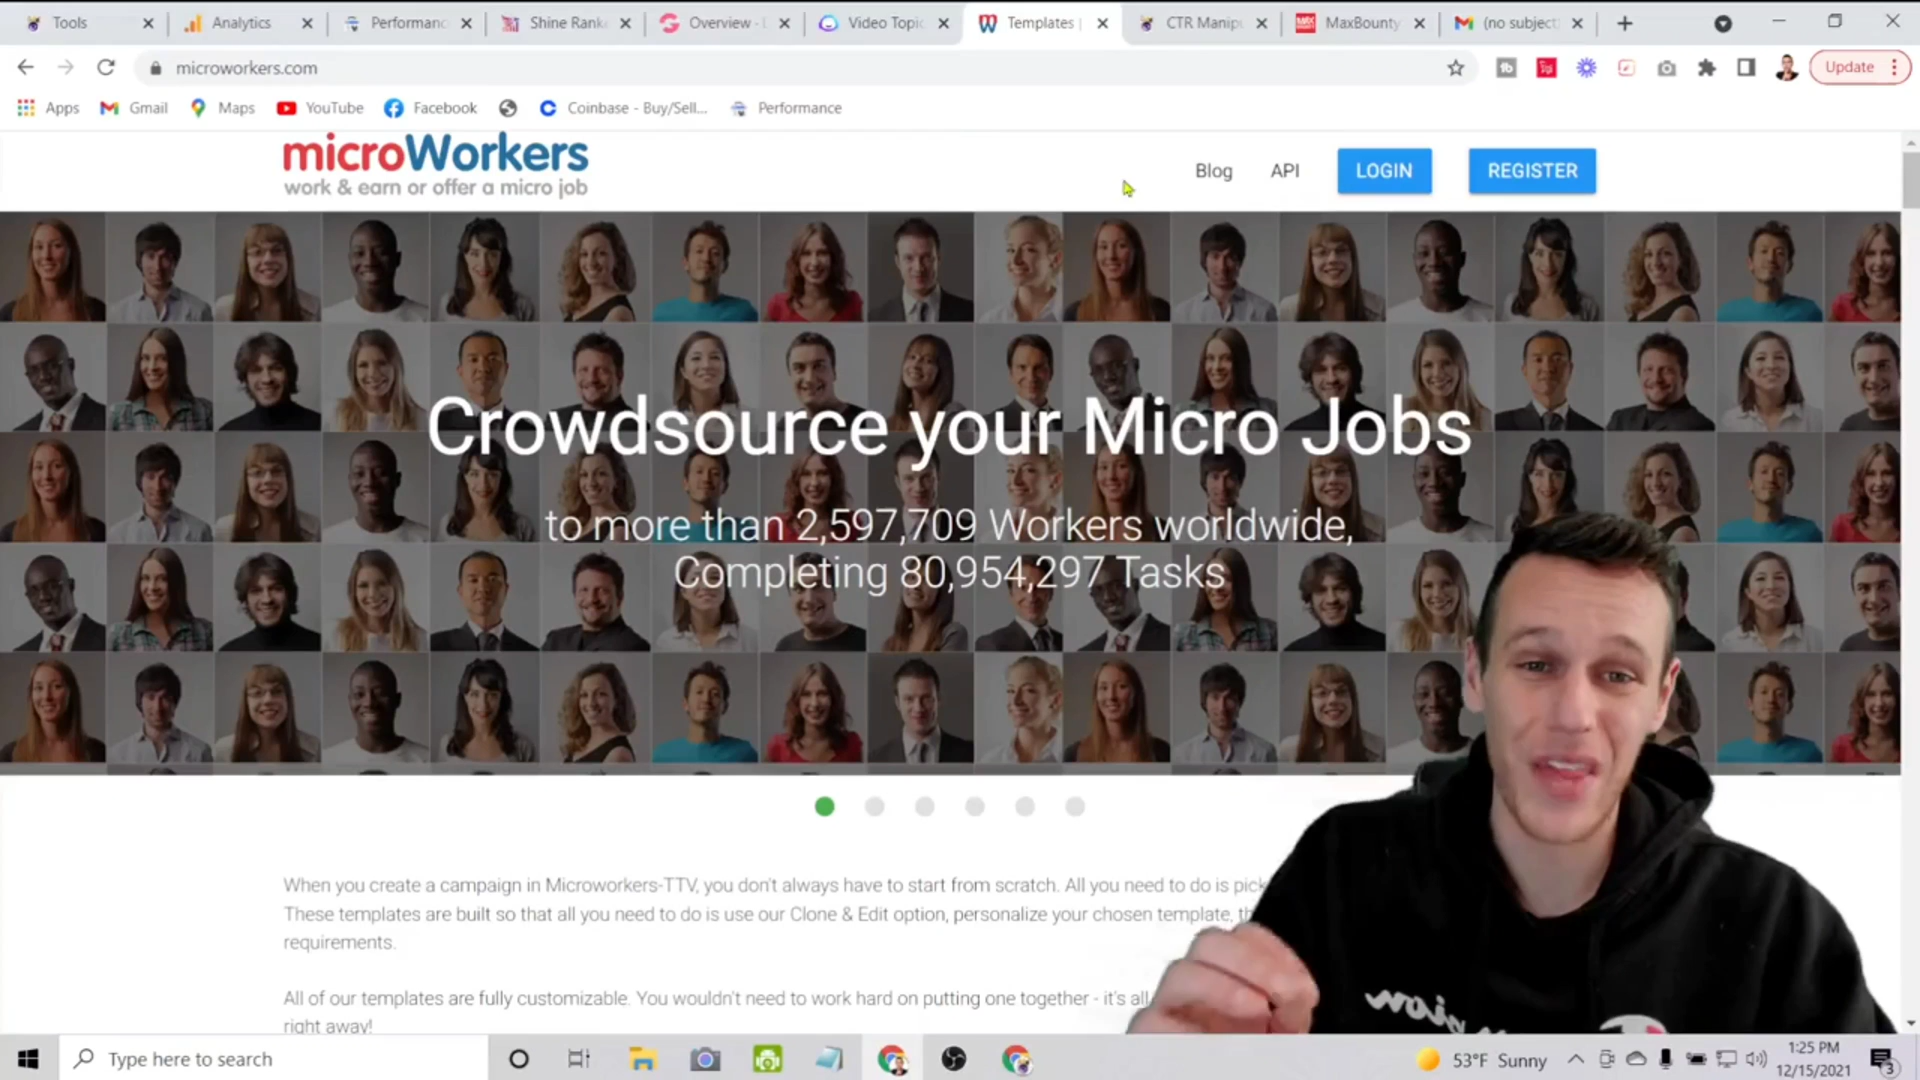 Tools
Analytics
Performanc
Shine Rank
Overview -
Video Topic
Templates |
CTR Manipu
MaxBounty
(no subject
microworkers.com
Update
Apps
Gmail
Maps
YouTube
Facebook
Coinbase - Buy/Sell...
Performance
microWorkers
work & earn or offer a micro job
Blog
API
LOGIN
REGISTER
Crowdsource your Micro Jobs
to more than 2,597,709 Workers worldwide,
Completing 80,954,297 Tasks
When you create a campaign in Microworkers-TTV, you don't always have to start from scratch. All you need to do is pick
These templates are built so that all you need to do is use our Clone & Edit option, personalize your chosen template,
requirements.
All of our templates are fully customizable. You wouldn't need to work hard on putting one together - it's all
right away!
Type here to search
53°F Sunny
1:25 PM
12/15/2021
3